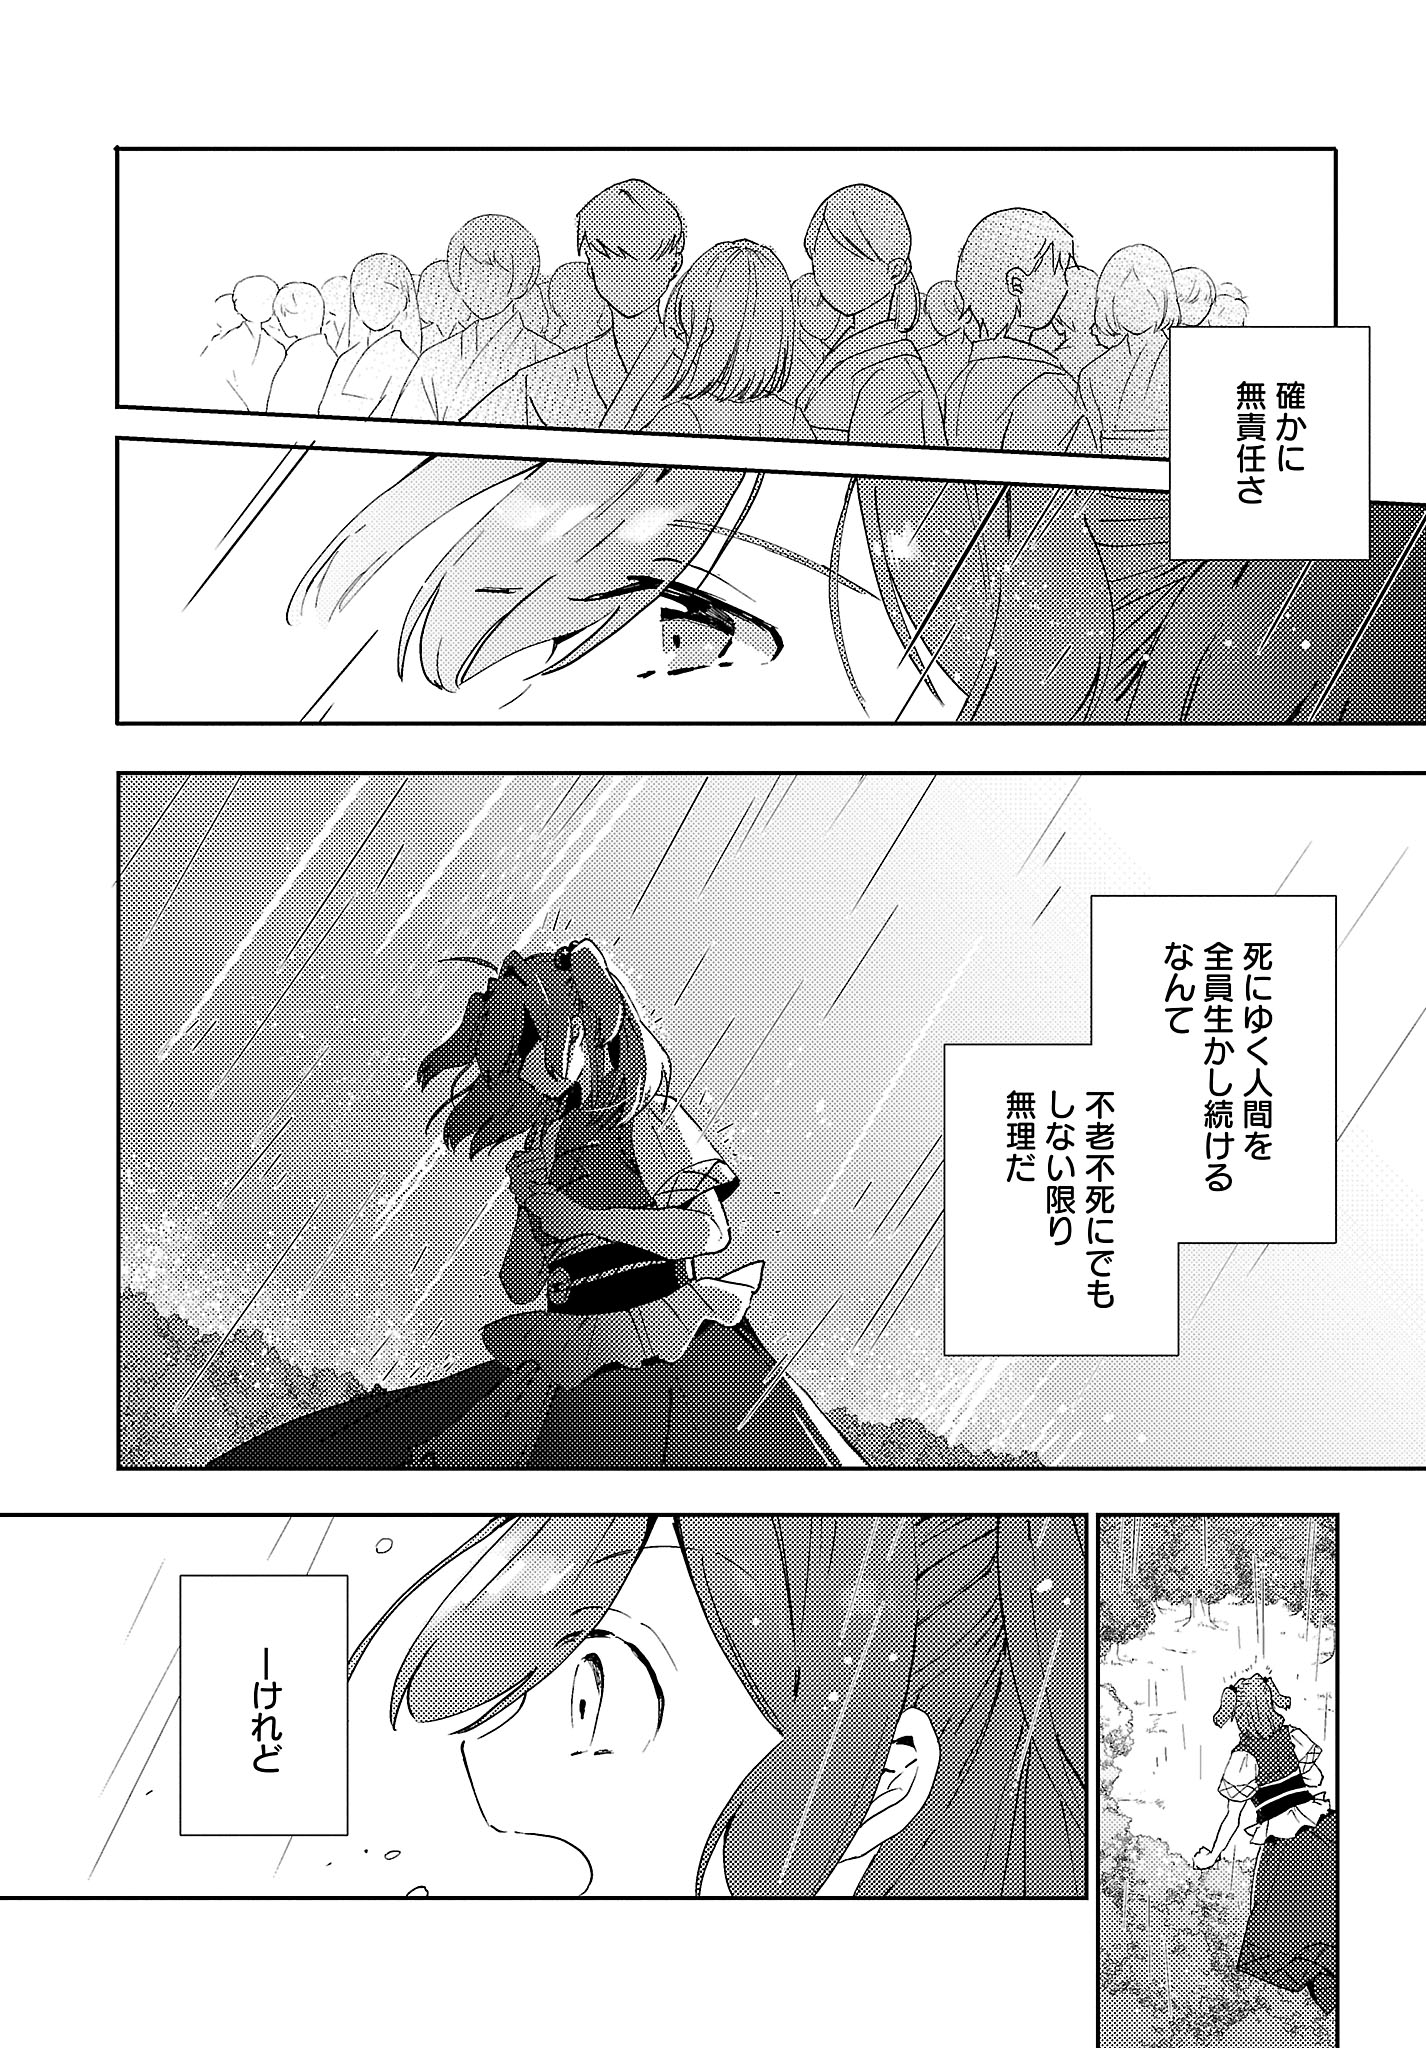 確かに
無責任さ
死にゆく人間を
全員生かし続ける
なんて
不老不死にでも
しない限り
無理だ
ーけれど